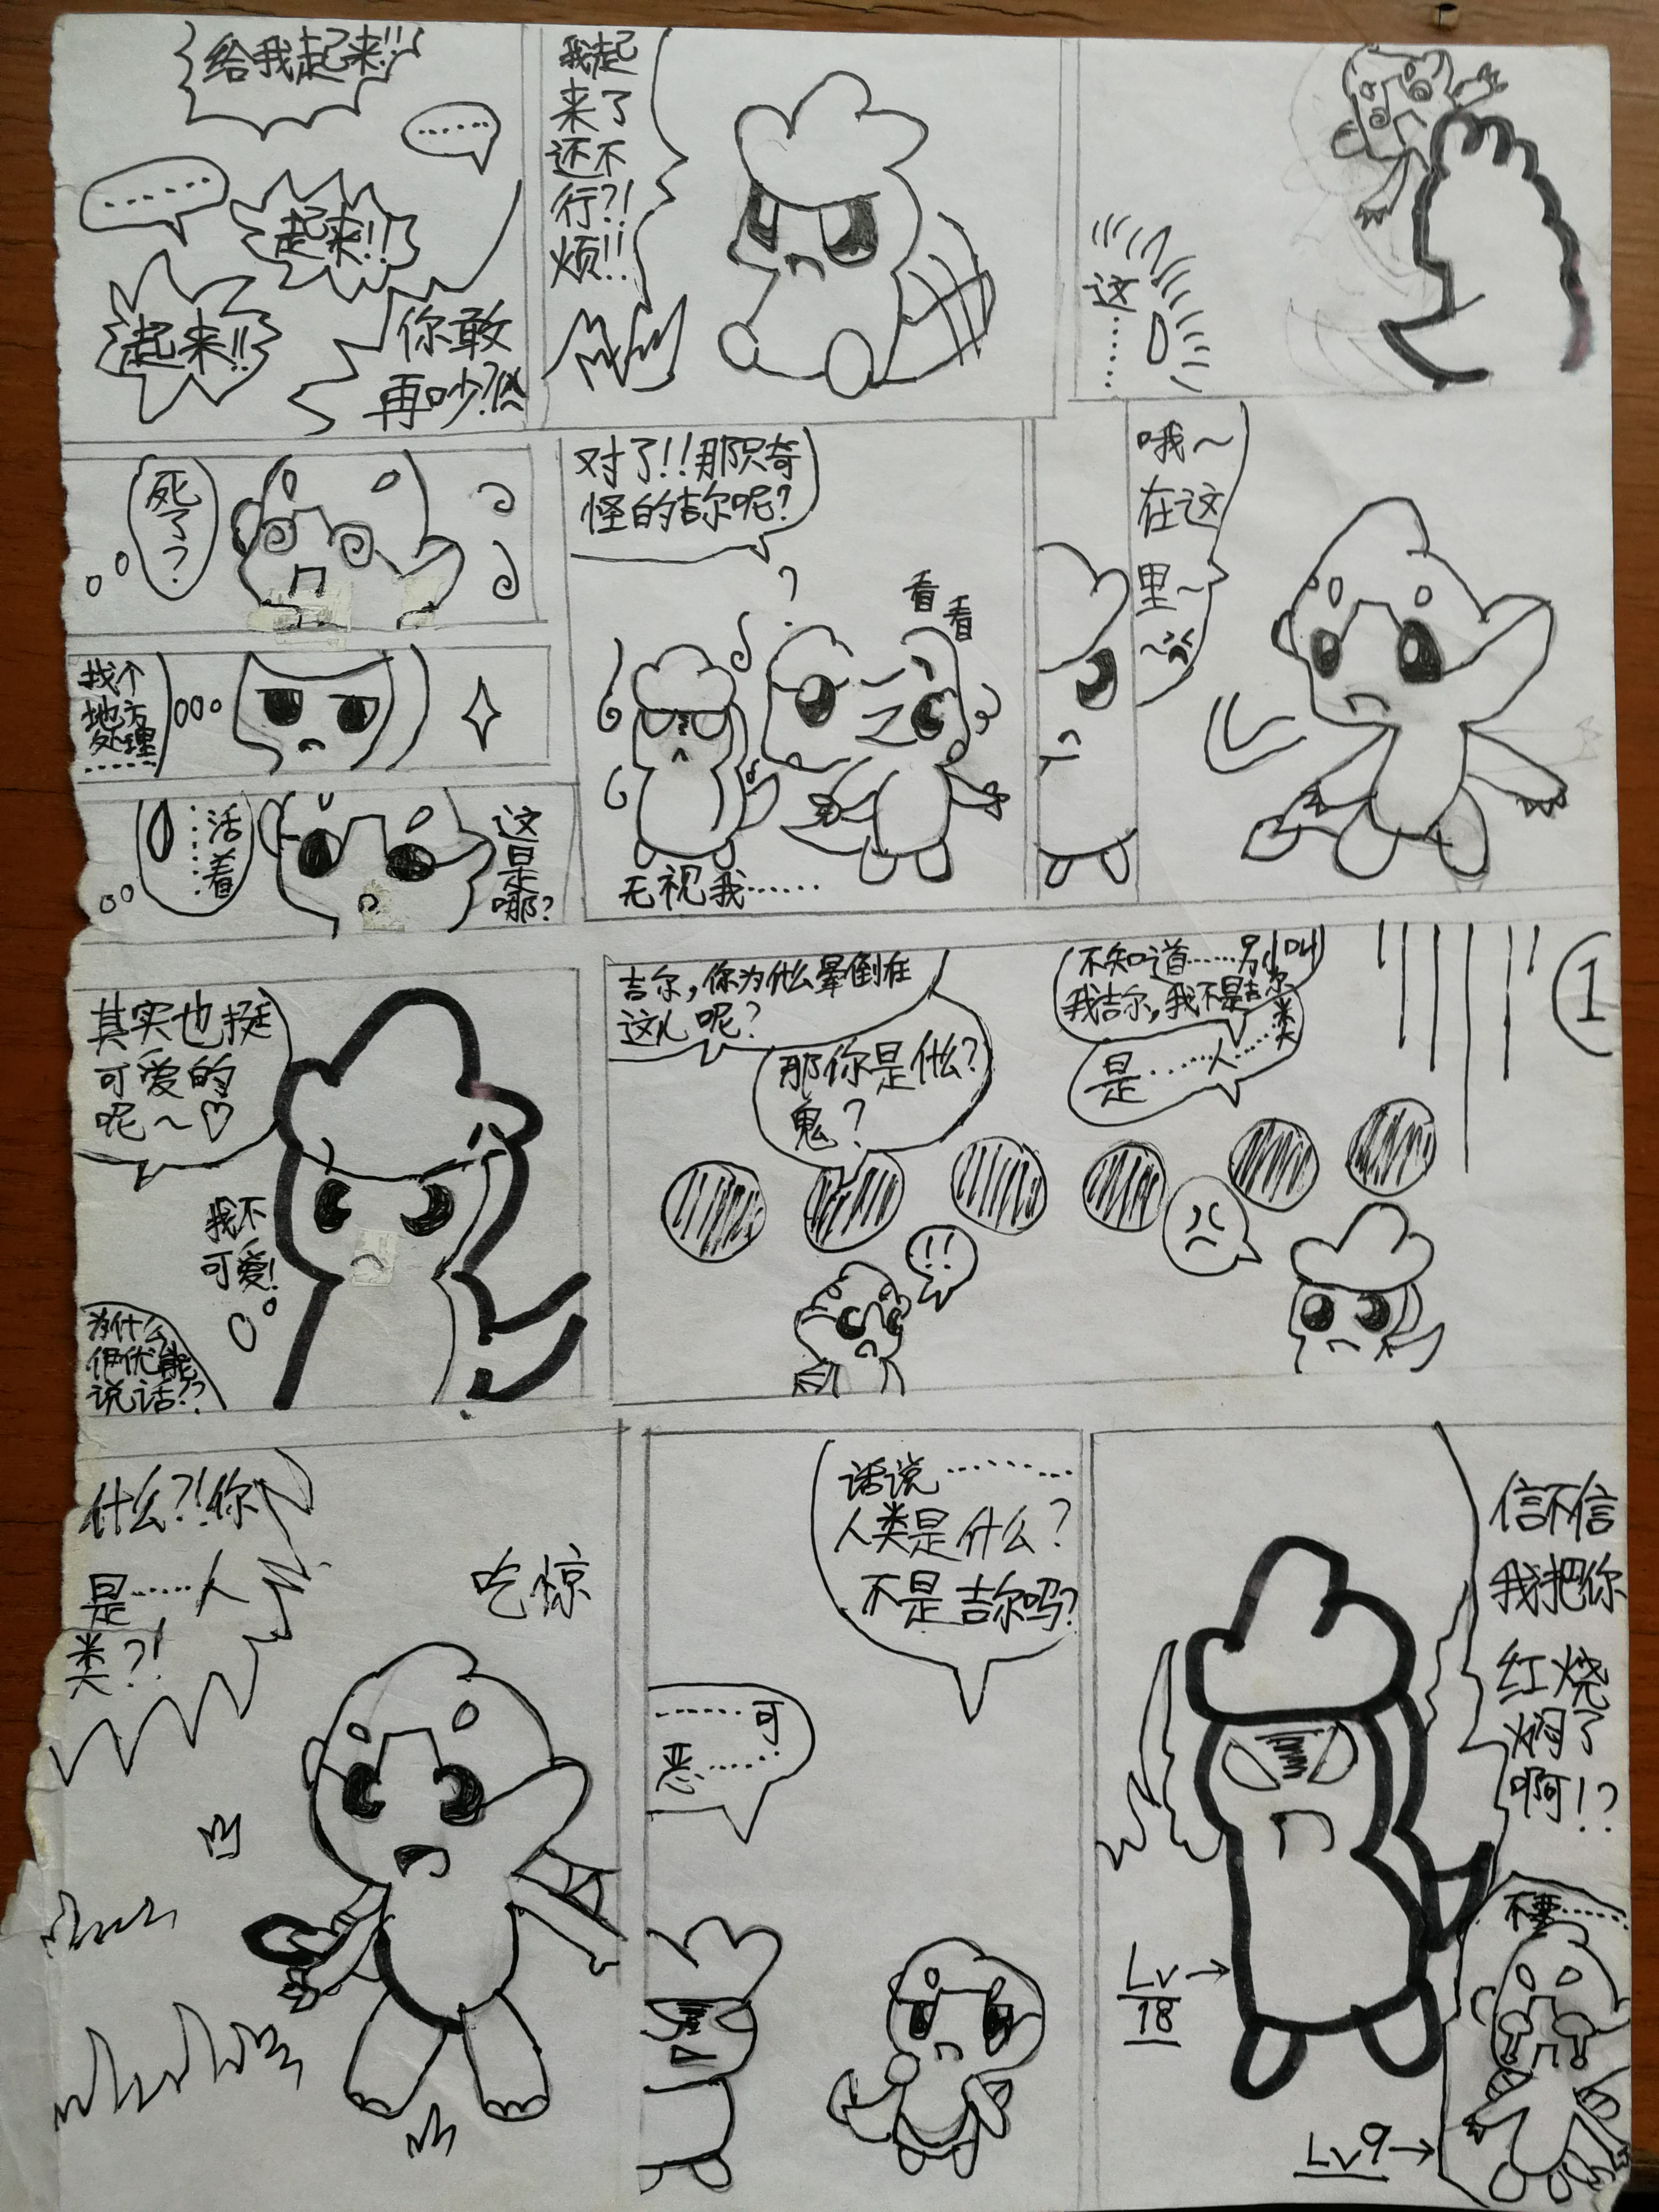 给我起来!!
......
......
起来!!
起来!!
你敢
再吵?!
我起
来了
还不
行?!
烦!!
这
......
死
了
?
找个
地方
处理
......
......活
着
这
是
哪?
对了!!那只奇
怪的吉尔呢?
?
看
看
无视我......
哦~
在这
里~
其实也挺
可爱的
呢~♡
我不
可爱!
为什么
伊优能
说话??
吉尔,你为什么晕倒在
这儿呢?
不知道......别叫
我吉尔,我不是吉尔
那你是什么?
鬼?
是......人......类
!!
1
什么?!你
是......人
类?!
吃惊
话说......
人类是什么?
不是吉尔吗?
......可
恶......
信不信
我把你
红烧
焖了
啊!?
不要......
Lv→
18
Lv9→